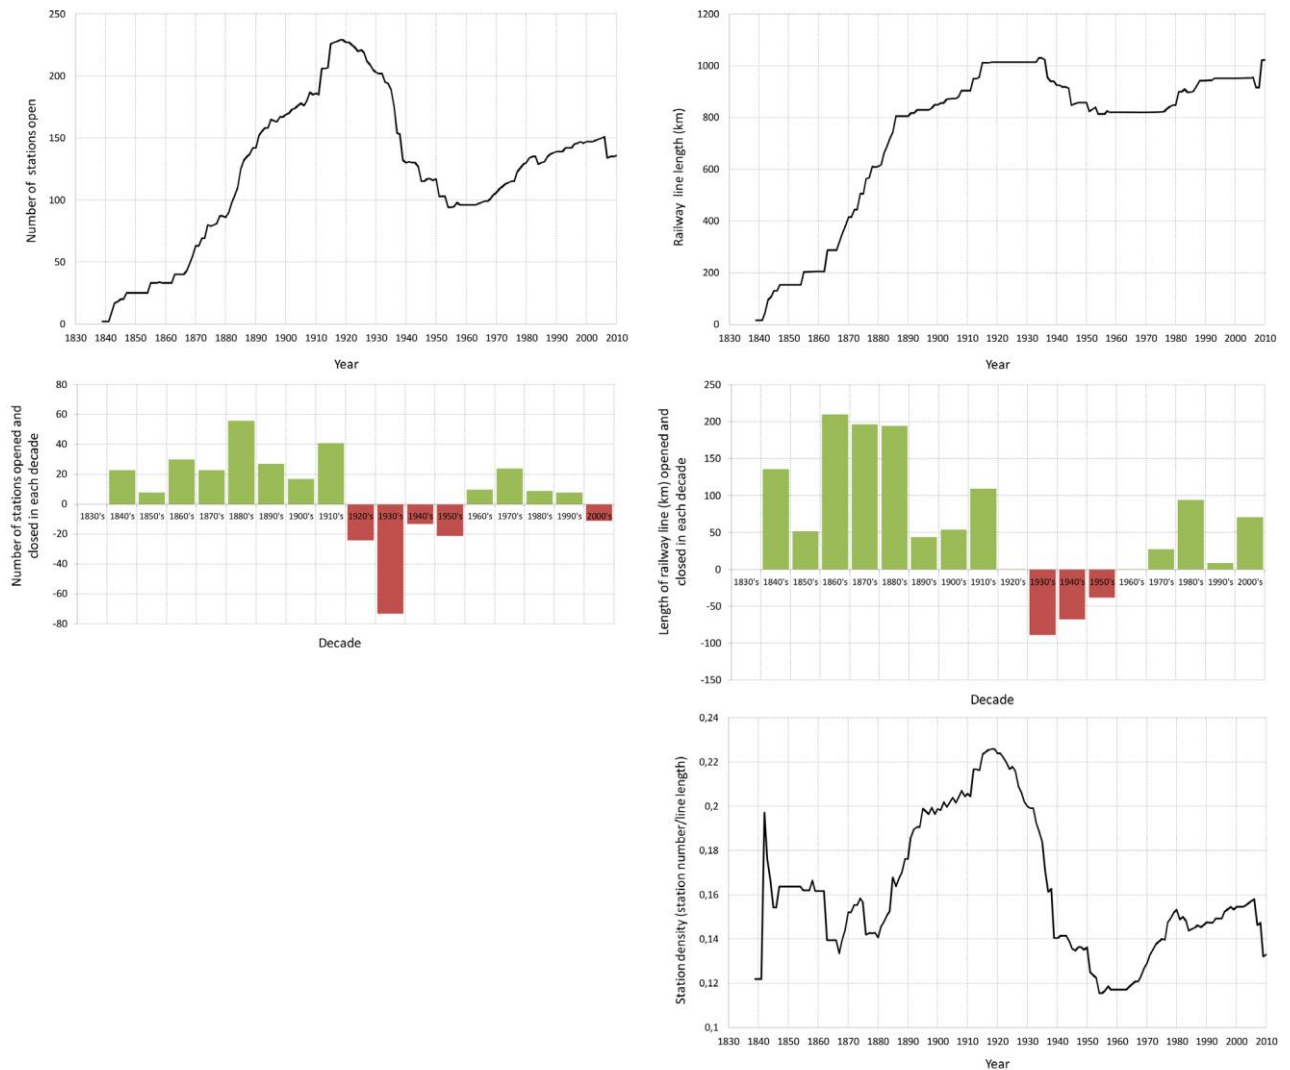 250
200
150
100
50
0
Number of stations open
1830 1840 1850 1860 1870 1880 1890 1900 1910 1920 1930 1940 1950 1960 1970 1980 1990 2000 2010
Year
1200
1000
800
600
400
200
0
Railway line length (km)
1830 1840 1850 1860 1870 1880 1890 1900 1910 1920 1930 1940 1950 1960 1970 1980 1990 2000 2010
Year
80
60
40
20
0
-20
-40
-60
-80
Number of stations opened and
closed in each decade
1830's 1840's 1850's 1860's 1870's 1880's 1890's 1900's 1910's 1920's 1930's 1940's 1950's 1960's 1970's 1980's 1990's 2000's
Decade
250
200
150
100
50
0
-50
-100
-150
Length of railway line (km) opened and
closed in each decade
1830's 1840's 1850's 1860's 1870's 1880's 1890's 1900's 1910's 1920's 1930's 1940's 1950's 1960's 1970's 1980's 1990's 2000's
Decade
0,24
0,22
0,2
0,18
0,16
0,14
0,12
0,1
Station density (station number/line length)
1830 1840 1850 1860 1870 1880 1890 1900 1910 1920 1930 1940 1950 1960 1970 1980 1990 2000 2010
Year